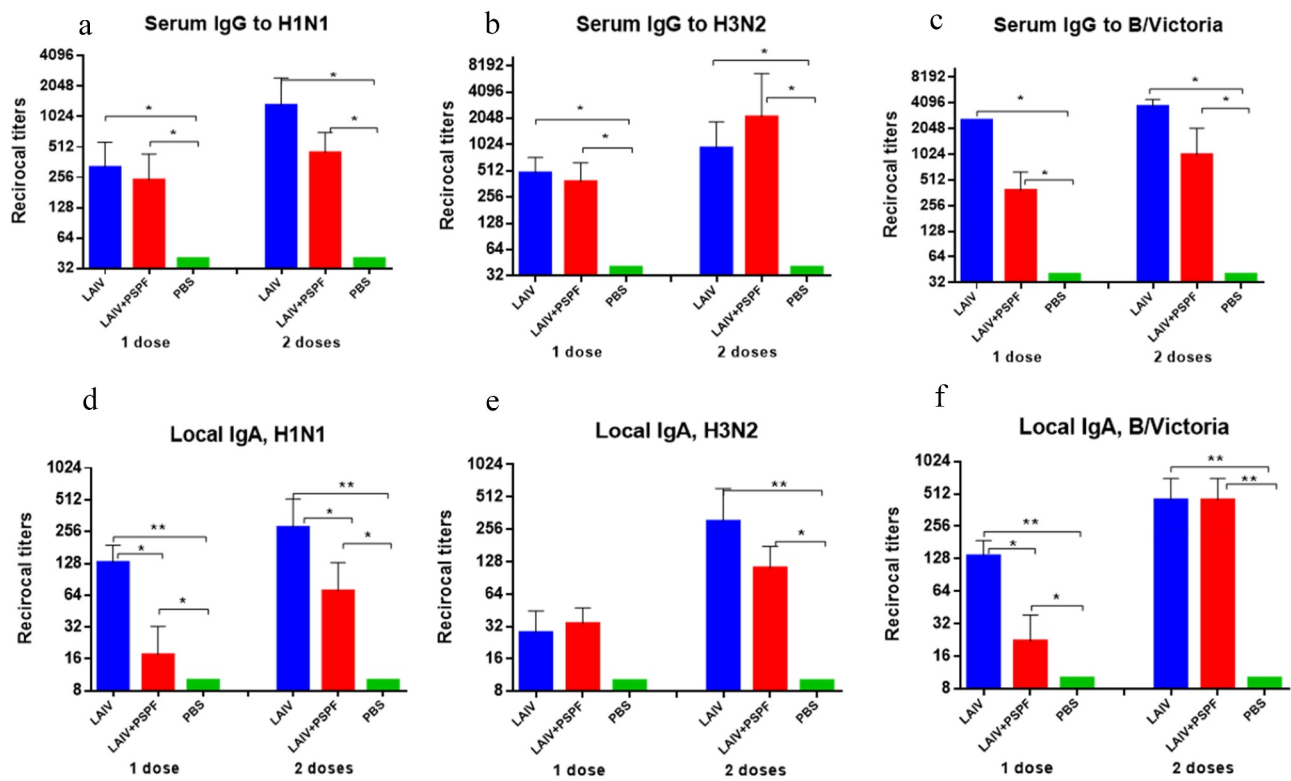 a
Serum IgG to H1N1
Recirocal titers
4096
2048
1024
512
256
128
64
32
*
*
*
*
LAIV
LAIV+PSPF
PBS
LAIV
LAIV+PSPF
PBS
1 dose
2 doses
b
Serum IgG to H3N2
Recirocal titers
8192
4096
2048
1024
512
256
128
64
32
*
*
*
*
LAIV
LAIV+PSPF
PBS
LAIV
LAIV+PSPF
PBS
1 dose
2 doses
c
Serum IgG to B/Victoria
Recirocal titers
8192
4096
2048
1024
512
256
128
64
32
*
*
*
*
LAIV
LAIV+PSPF
PBS
LAIV
LAIV+PSPF
PBS
1 dose
2 doses
d
Local IgA, H1N1
Recirocal titers
1024
512
256
128
64
32
16
8
**
*
*
**
*
*
LAIV
LAIV+PSPF
PBS
LAIV
LAIV+PSPF
PBS
1 dose
2 doses
e
Local IgA, H3N2
Recirocal titers
1024
512
256
128
64
32
16
8
**
*
LAIV
LAIV+PSPF
PBS
LAIV
LAIV+PSPF
PBS
1 dose
2 doses
f
Local IgA, B/Victoria
Recirocal titers
1024
512
256
128
64
32
16
8
**
*
*
**
**
LAIV
LAIV+PSPF
PBS
LAIV
LAIV+PSPF
PBS
1 dose
2 doses